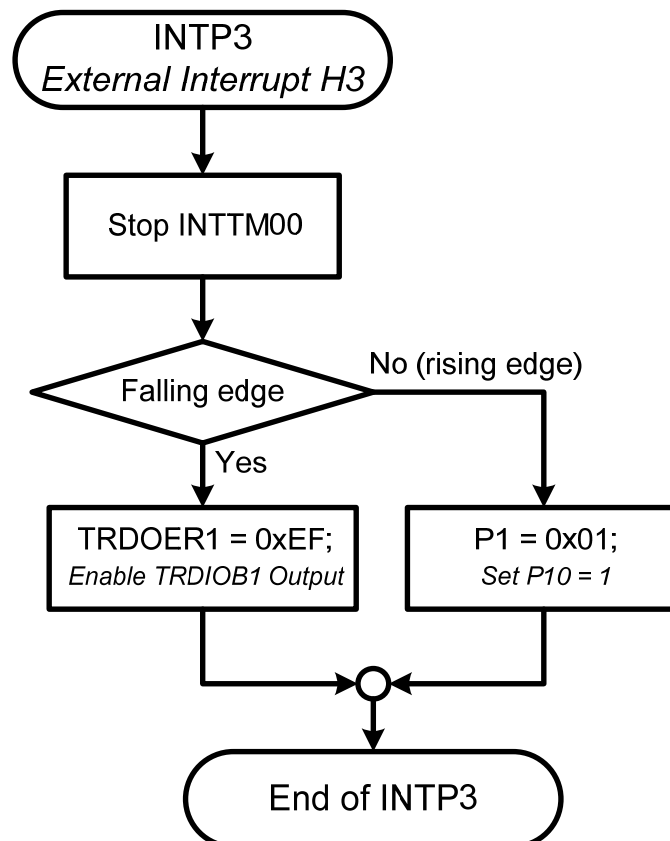 INTP3
External Interrupt H3
Stop INTTM00
Falling edge
No (rising edge)
Yes
TRDOER1 = 0xEF;
Enable TRDIOB1 Output
P1 = 0x01;
Set P10 = 1
End of INTP3